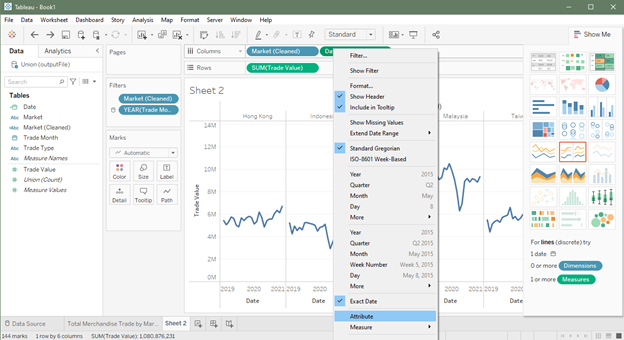 Tableau - Book1
File Data Worksheet Dashboard Story Analysis Map Format Server Window Help
Standard
Show Me
Data Analytics
Union (outputFile)
Search
Tables
Date
Market
Market (Cleaned)
Trade Month
Trade Type
Measure Names
Trade Value
Union (Count)
Measure Values
Pages
Filters
Market (Cleaned)
YEAR(Trade Mo..
Marks
Automatic
Color Size Label
Detail Tooltip Path
Columns Market (Cleaned)
Rows SUM(Trade Value)
Sheet 2
Hong Kong
Malaysia
14M
12M
10M
8M
6M
4M
2M
0M
Trade Value
2019 2020 2021 2019
2020 2021 2019
Date Date Date
Filter...
Show Filter
Format...
Show Header
Include in Tooltip
Show Missing Values
Extend Date Range
Standard Gregorian
ISO-8601 Week-Based
Year 2015
Quarter Q2
Month May
Day 8
More
Year 2015
Quarter Q2 2015
Month May 2015
Week Number Week 5, 2015
Day May 8, 2015
More
Exact Date
Attribute
Measure
For lines (discrete) try
1 date
0 or more Dimensions
1 or more Measures
Data Source Total Merchandise Trade by Mar... Sheet 2
144 marks 1 row by 6 columns SUM(Trade Value): 1,080,876,231